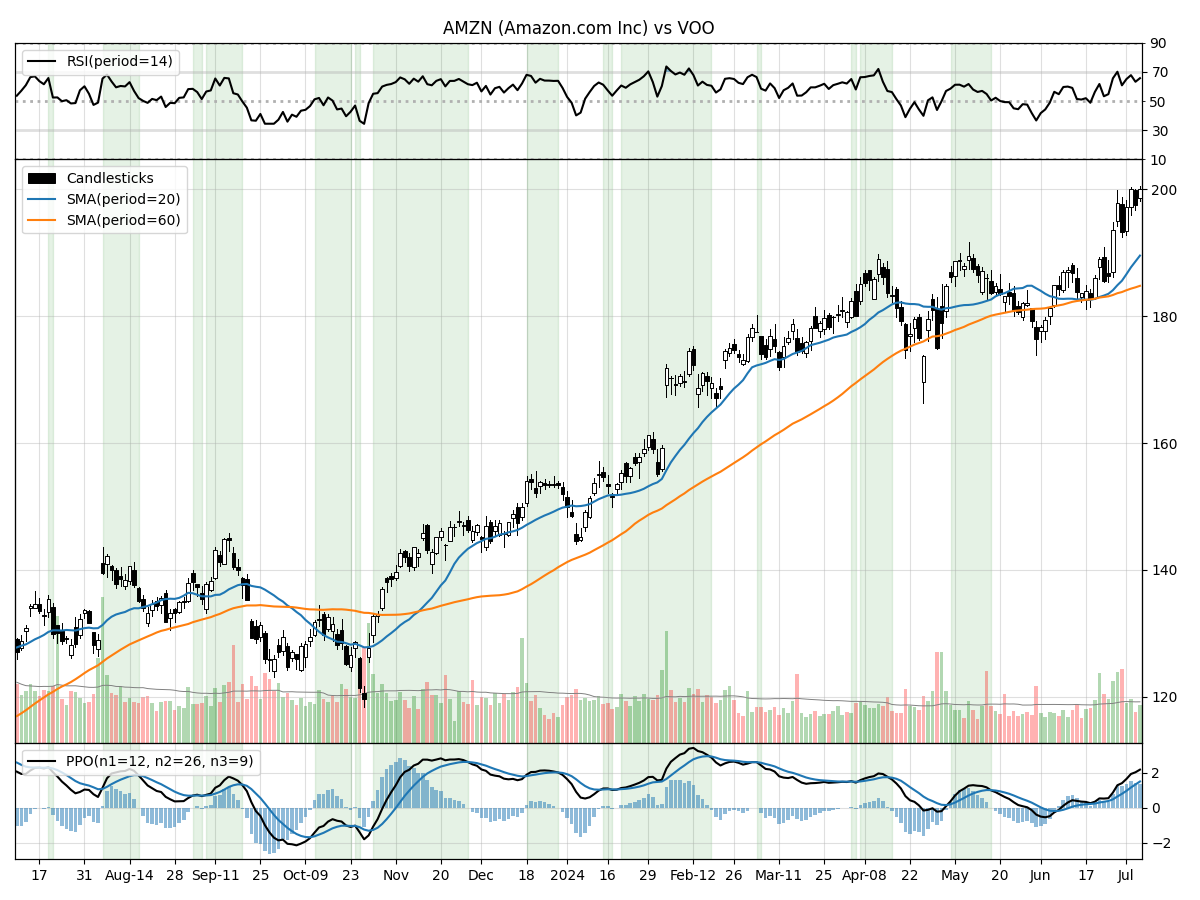 AMZN (Amazon.com Inc) vs VOO
RSI(period=14)
90
70
50
30
10
Candlesticks
SMA(period=20)
SMA(period=60)
200
180
160
140
120
PPO(n1=12, n2=26, n3=9)
2
0
−2
17 31 Aug-14 28 Sep-11 25 Oct-09 23 Nov 20 Dec 18 2024 16 29 Feb-12 26 Mar-11 25 Apr-08 22 May 20 Jun 17 Jul